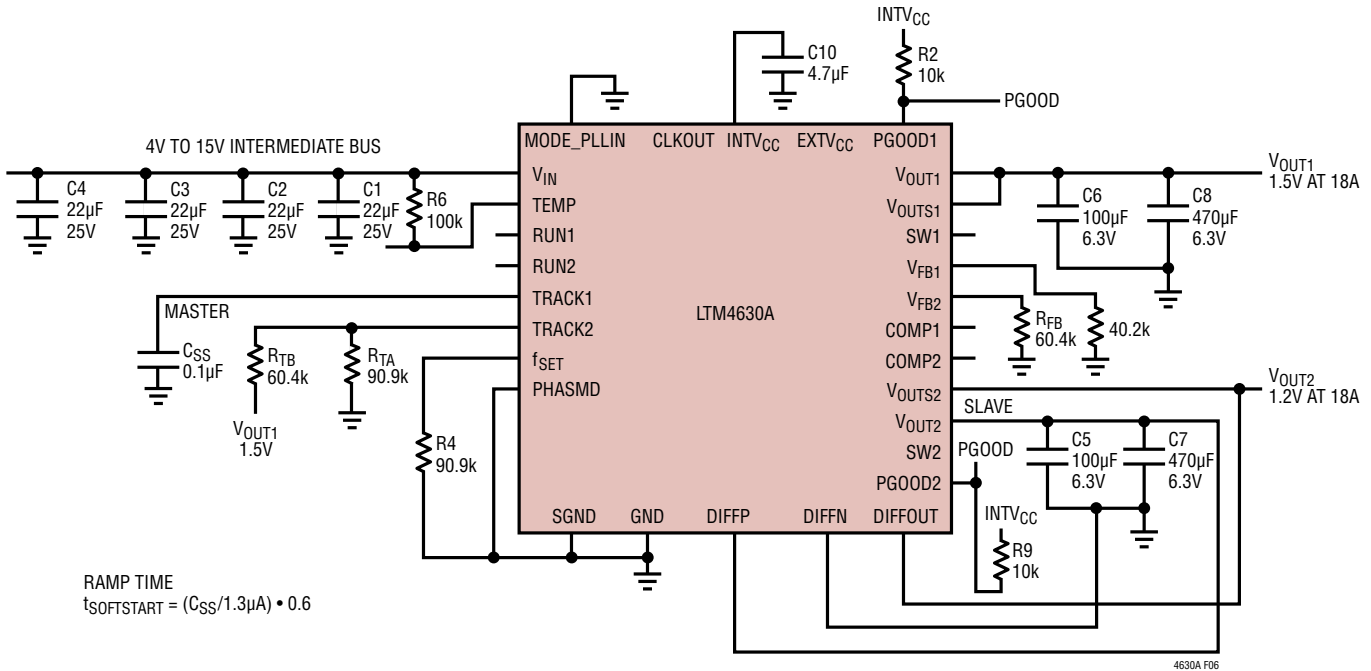 INTVCC
C10
4.7µF
R2
10k
PGOOD
4V TO 15V INTERMEDIATE BUS
MODE_PLLIN CLKOUT INTVCC EXTVCC PGOOD1
C4
22µF
25V
C3
22µF
25V
C2
22µF
25V
C1
22µF
25V
R6
100k
VIN
TEMP
RUN1
RUN2
TRACK1
TRACK2
fSET
PHASMD
LTM4630A
VOUT1
VOUTS1
SW1
VFB1
VFB2
COMP1
COMP2
VOUTS2
VOUT2
SW2
PGOOD2
SGND GND DIFFP DIFFN DIFFOUT
VOUT1
1.5V AT 18A
C6
100µF
6.3V
C8
470µF
6.3V
MASTER
CSS
0.1µF
RTB
60.4k
RTA
90.9k
VOUT1
1.5V
R4
90.9k
RFB
60.4k
40.2k
VOUT2
1.2V AT 18A
SLAVE
PGOOD
C5
100µF
6.3V
C7
470µF
6.3V
INTVCC
R9
10k
RAMP TIME
tSOFTSTART = (CSS/1.3µA) • 0.6
4630A F06